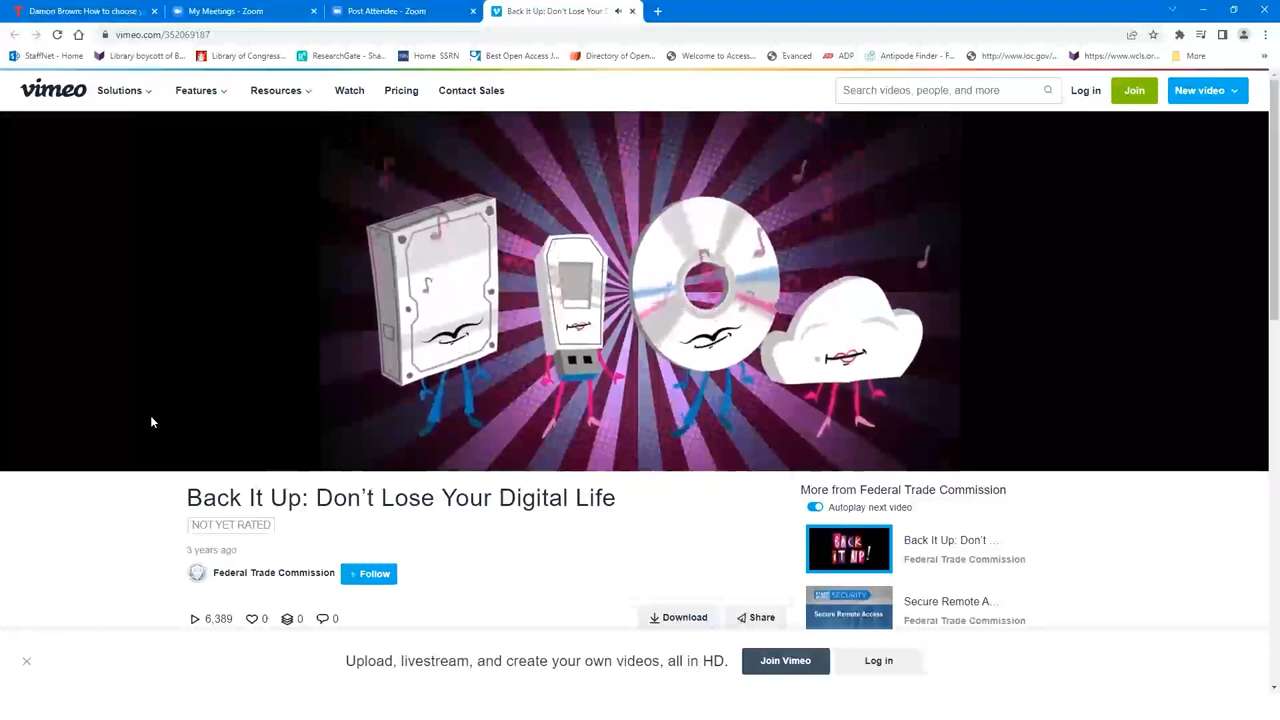 Damon Brown: How to choose y
My Meetings - Zoom
Post Attendee - Zoom
Back It Up: Don't Lose Your D
vimeo.com/352069187
StaffNet - Home
Library boycott of B...
Library of Congress...
ResearchGate - Sha...
Home SSRN
Best Open Access J...
Directory of Open...
Welcome to Access...
Evanced
ADP
Antipode Finder - F...
http://www.ioc.gov/...
https://www.wcls.or...
More
vimeo
Solutions
Features
Resources
Watch
Pricing
Contact Sales
Search videos, people, and more
Log in
Join
New video
Back It Up: Don't Lose Your Digital Life
NOT YET RATED
3 years ago
Federal Trade Commission
+ Follow
6,389
0
0
0
Download
Share
More from Federal Trade Commission
Autoplay next video
BACK
IT UP!
Back It Up: Don't ...
Federal Trade Commission
SECURITY
Secure Remote Access
Secure Remote A...
Federal Trade Commission
Upload, livestream, and create your own videos, all in HD.
Join Vimeo
Log in